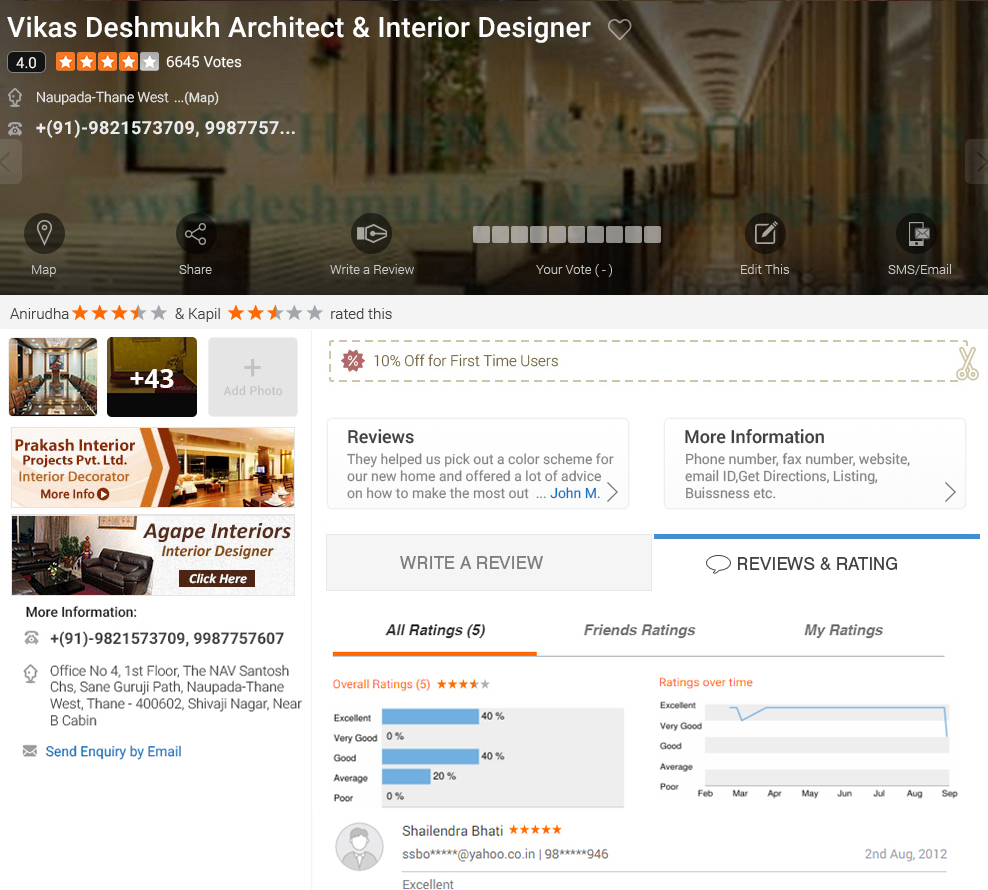 Vikas Deshmukh Architect & Interior Designer
4.0 6645 Votes
Naupada-Thane West ...(Map)
+(91)-9821573709, 9987757...
Map
Share
Write a Review
Your Vote ( - )
Edit This
SMS/Email
Anirudha & Kapil rated this
+43
+
Add Photo
10% Off for First Time Users
Prakash Interior
Projects Pvt. Ltd.
Interior Decorator
More Info
Agape Interiors
Interior Designer
Click Here
More Information:
+(91)-9821573709, 9987757607
Office No 4, 1st Floor, The NAV Santosh
Chs, Sane Guruji Path, Naupada-Thane
West, Thane - 400602, Shivaji Nagar, Near
B Cabin
Send Enquiry by Email
Reviews
They helped us pick out a color scheme for
our new home and offered a lot of advice
on how to make the most out ... John M.
More Information
Phone number, fax number, website,
email ID,Get Directions, Listing,
Buissness etc.
WRITE A REVIEW
REVIEWS & RATING
All Ratings (5)
Friends Ratings
My Ratings
Overall Ratings (5)
Excellent 40 %
Very Good 0 %
Good 40 %
Average 20 %
Poor 0 %
Ratings over time
Excellent
Very Good
Good
Average
Poor
Feb Mar Apr May Jun Jul Aug Sep
Shailendra Bhati
ssbo*****@yahoo.co.in | 98*****946
2nd Aug, 2012
Excellent